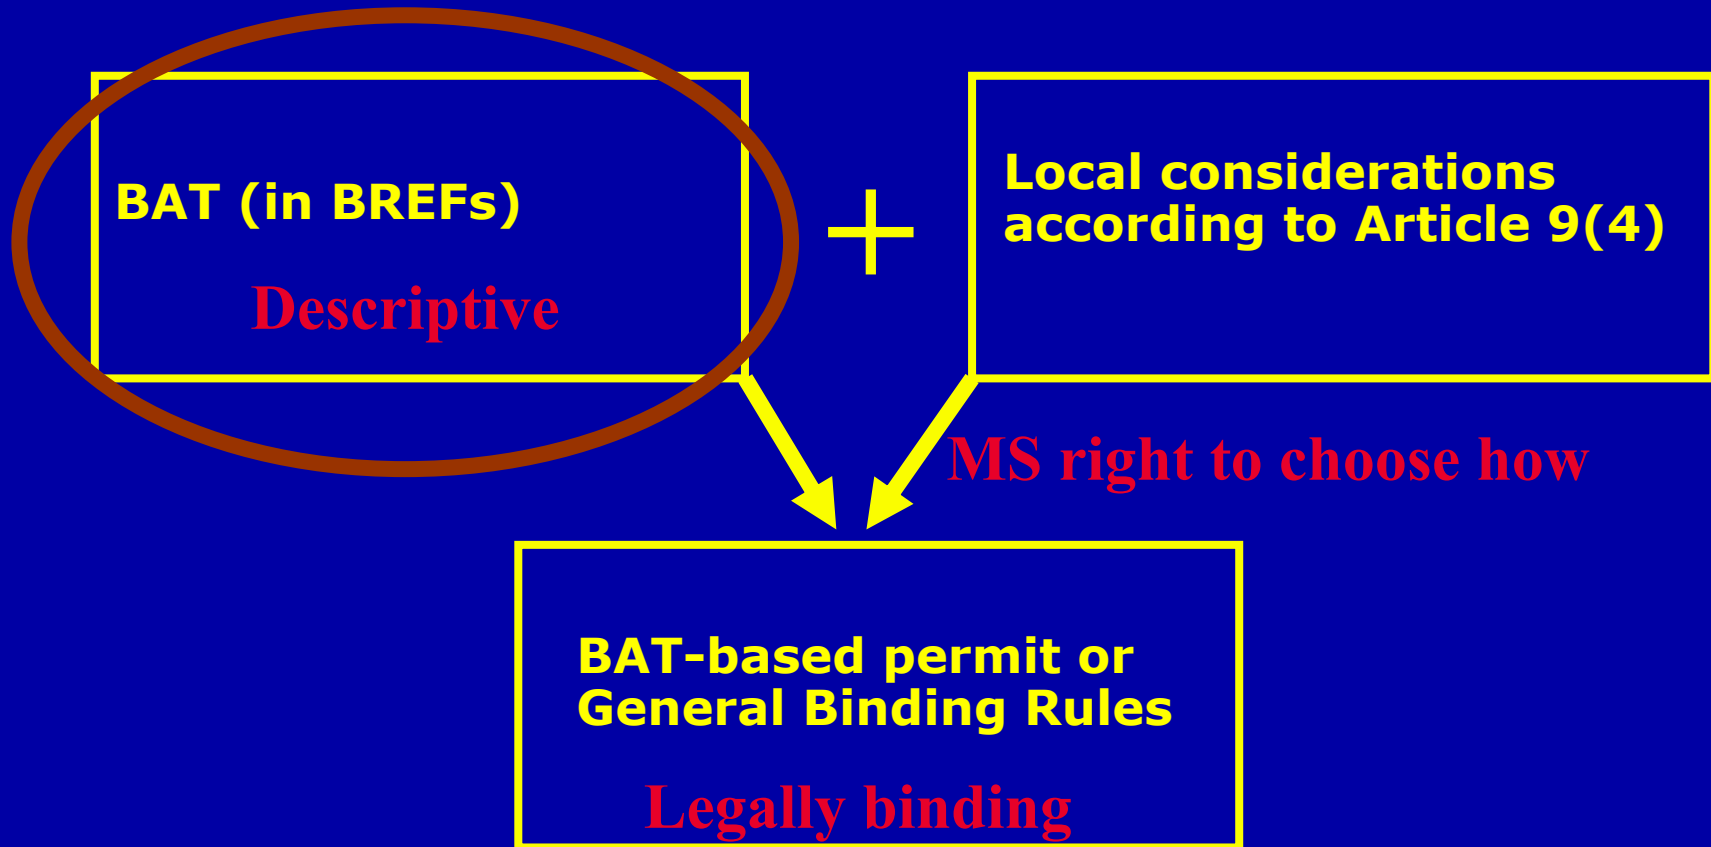 BAT (in BREFs)
Descriptive
+
Local considerations
according to Article 9(4)
MS right to choose how
BAT-based permit or
General Binding Rules
Legally binding